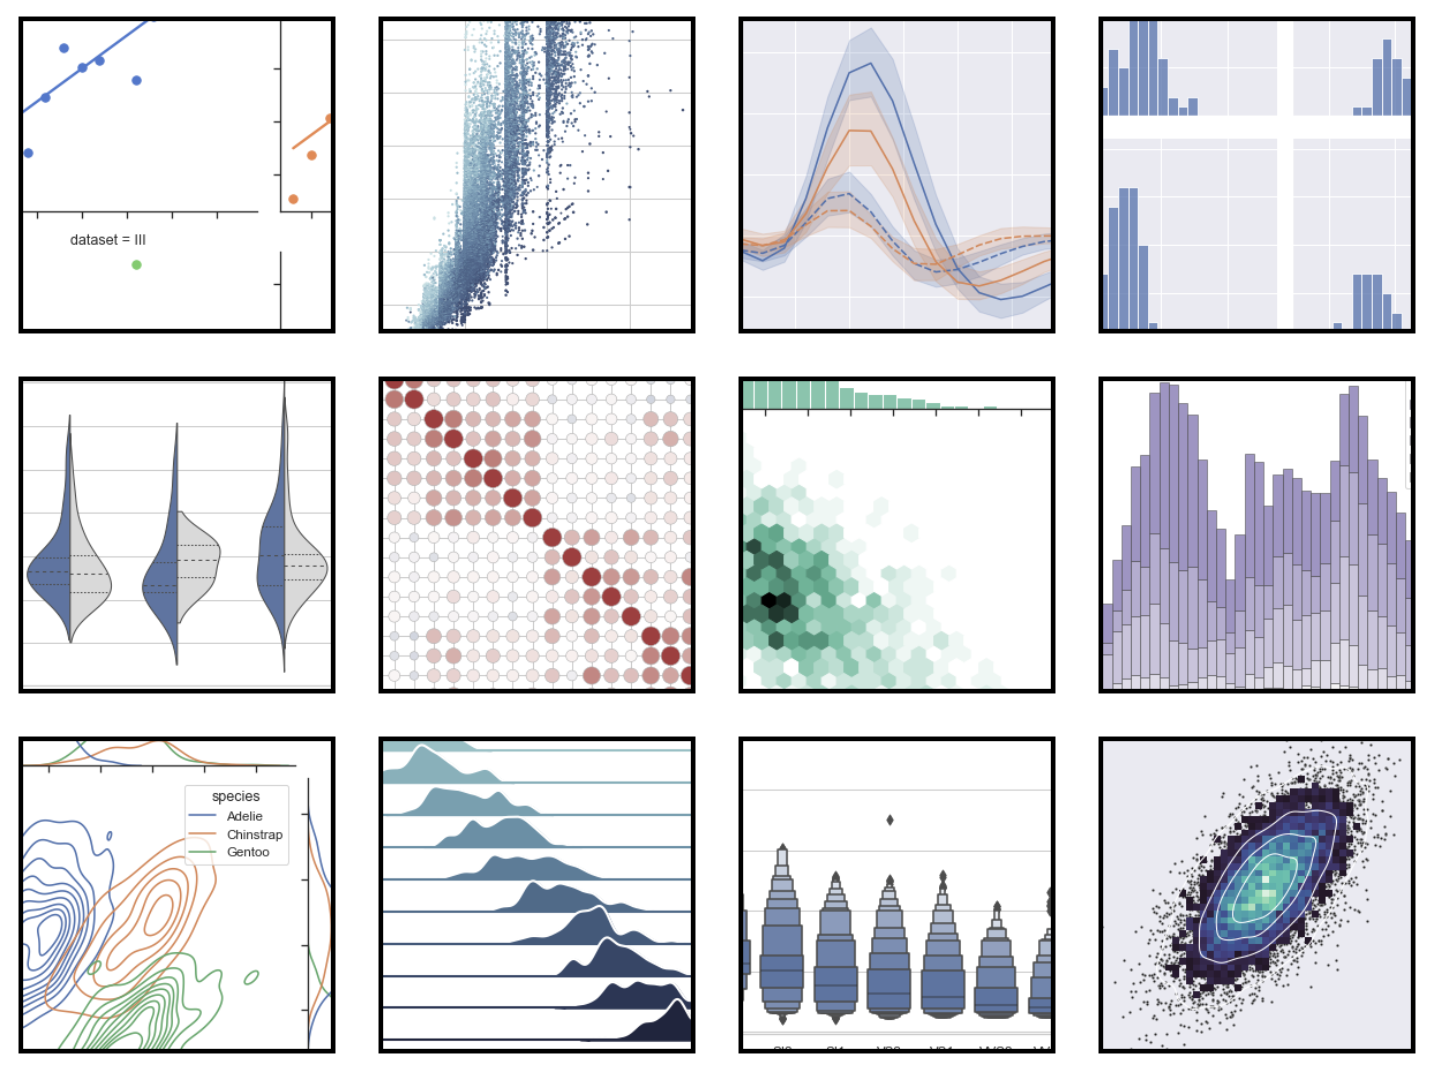 dataset = III
species
Adelie
Chinstrap
Gentoo